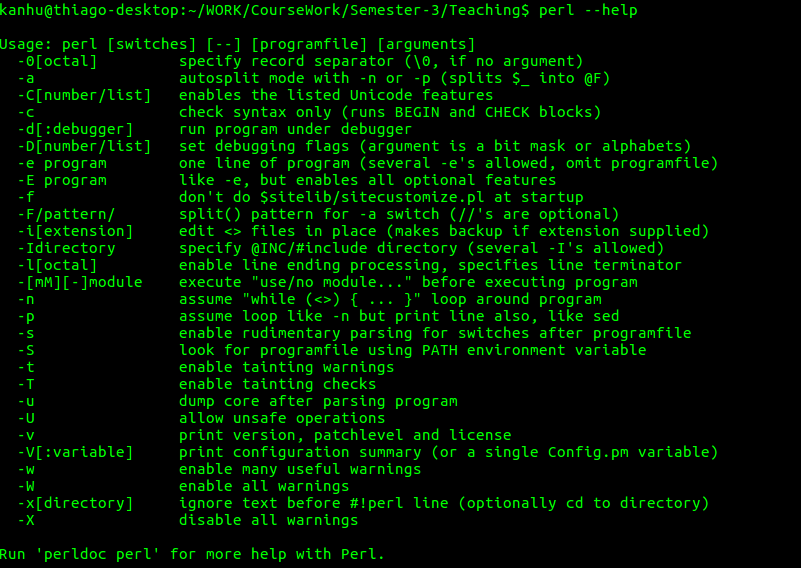 kanhu@thiago-desktop:~/WORK/CourseWork/Semester-3/Teaching$ perl --help

Usage: perl [switches] [--] [programfile] [arguments]
  -0[octal]         specify record separator (\0, if no argument)
  -a                autosplit mode with -n or -p (splits $_ into @F)
  -C[number/list]   enables the listed Unicode features
  -c                check syntax only (runs BEGIN and CHECK blocks)
  -d[:debugger]     run program under debugger
  -D[number/list]   set debugging flags (argument is a bit mask or alphabets)
  -e program        one line of program (several -e's allowed, omit programfile)
  -E program        like -e, but enables all optional features
  -f                don't do $sitelib/sitecustomize.pl at startup
  -F/pattern/       split() pattern for -a switch (//'s are optional)
  -i[extension]     edit <> files in place (makes backup if extension supplied)
  -Idirectory       specify @INC/#include directory (several -I's allowed)
  -l[octal]         enable line ending processing, specifies line terminator
  -[mM][-]module    execute "use/no module..." before executing program
  -n                assume "while (<>) { ... }" loop around program
  -p                assume loop like -n but print line also, like sed
  -s                enable rudimentary parsing for switches after programfile
  -S                look for programfile using PATH environment variable
  -t                enable tainting warnings
  -T                enable tainting checks
  -u                dump core after parsing program
  -U                allow unsafe operations
  -v                print version, patchlevel and license
  -V[:variable]     print configuration summary (or a single Config.pm variable)
  -w                enable many useful warnings
  -W                enable all warnings
  -x[directory]     ignore text before #!perl line (optionally cd to directory)
  -X                disable all warnings

Run 'perldoc perl' for more help with Perl.